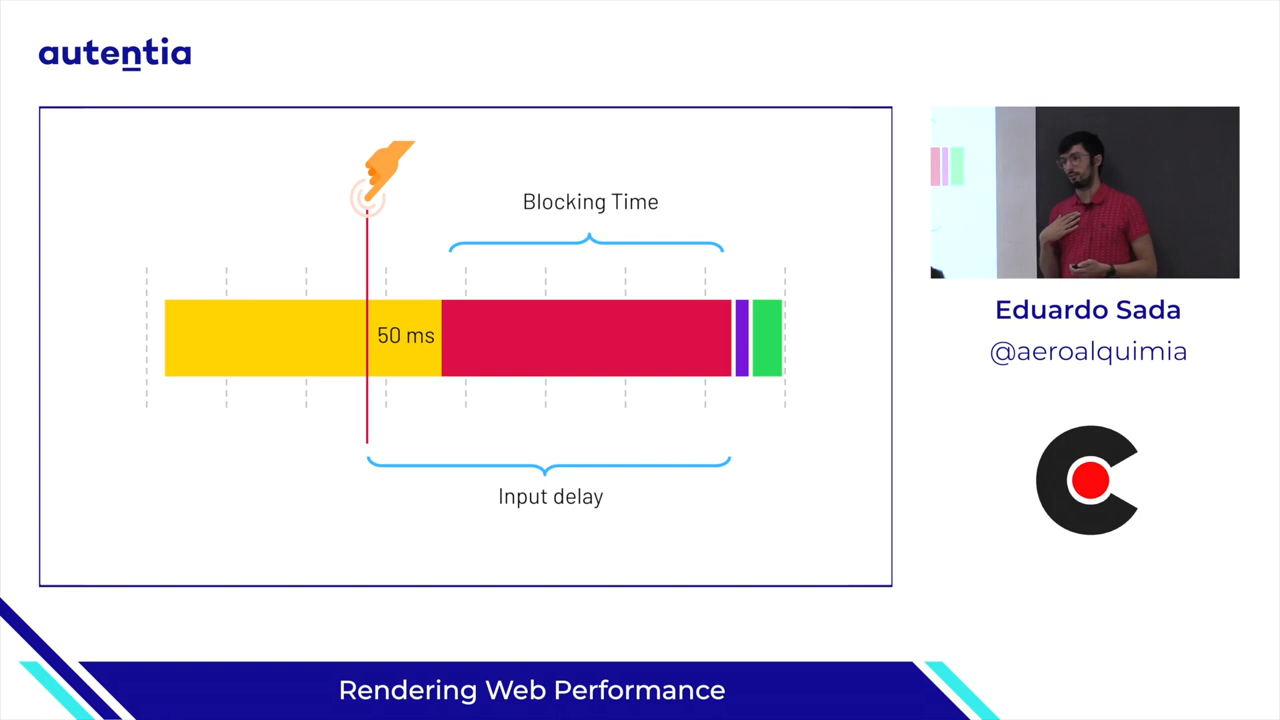 autentia
Blocking Time
50 ms
Input delay
Eduardo Sada
@aeroalquimia
Rendering Web Performance